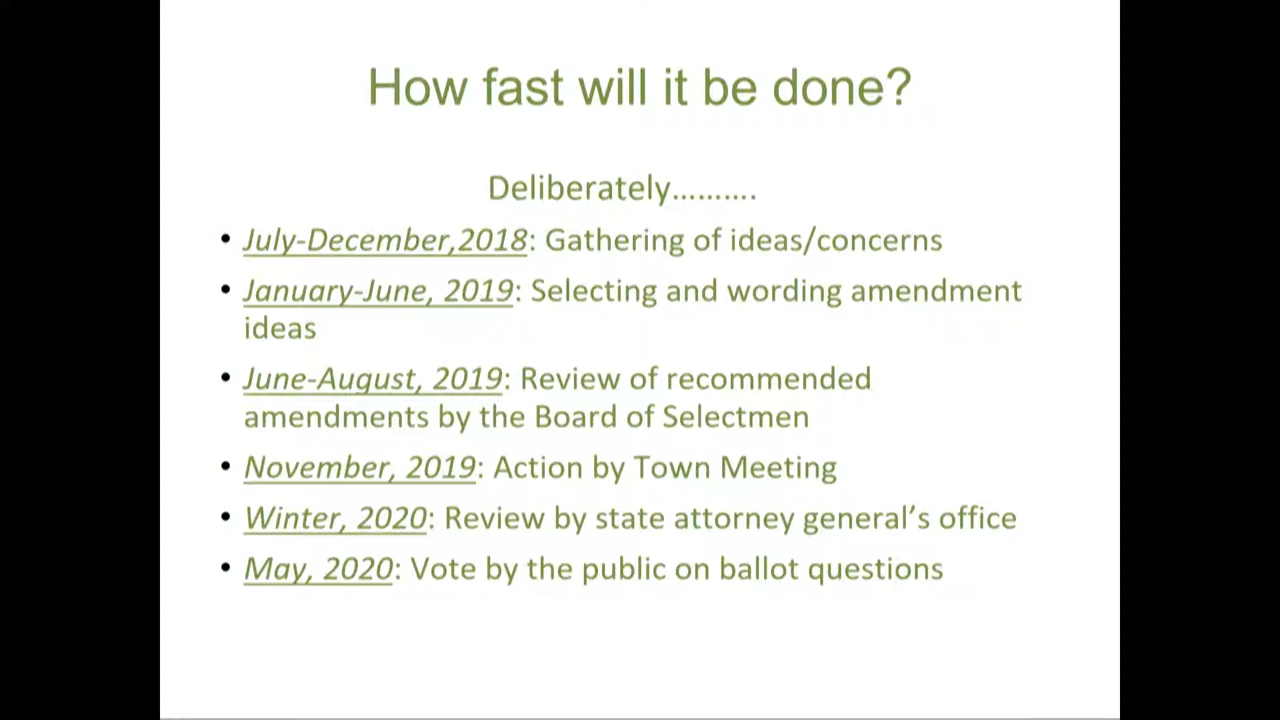 How fast will it be done?
Deliberately……….
• July-December,2018: Gathering of ideas/concerns
• January-June, 2019: Selecting and wording amendment
ideas
• June-August, 2019: Review of recommended
amendments by the Board of Selectmen
• November, 2019: Action by Town Meeting
• Winter, 2020: Review by state attorney general’s office
• May, 2020: Vote by the public on ballot questions